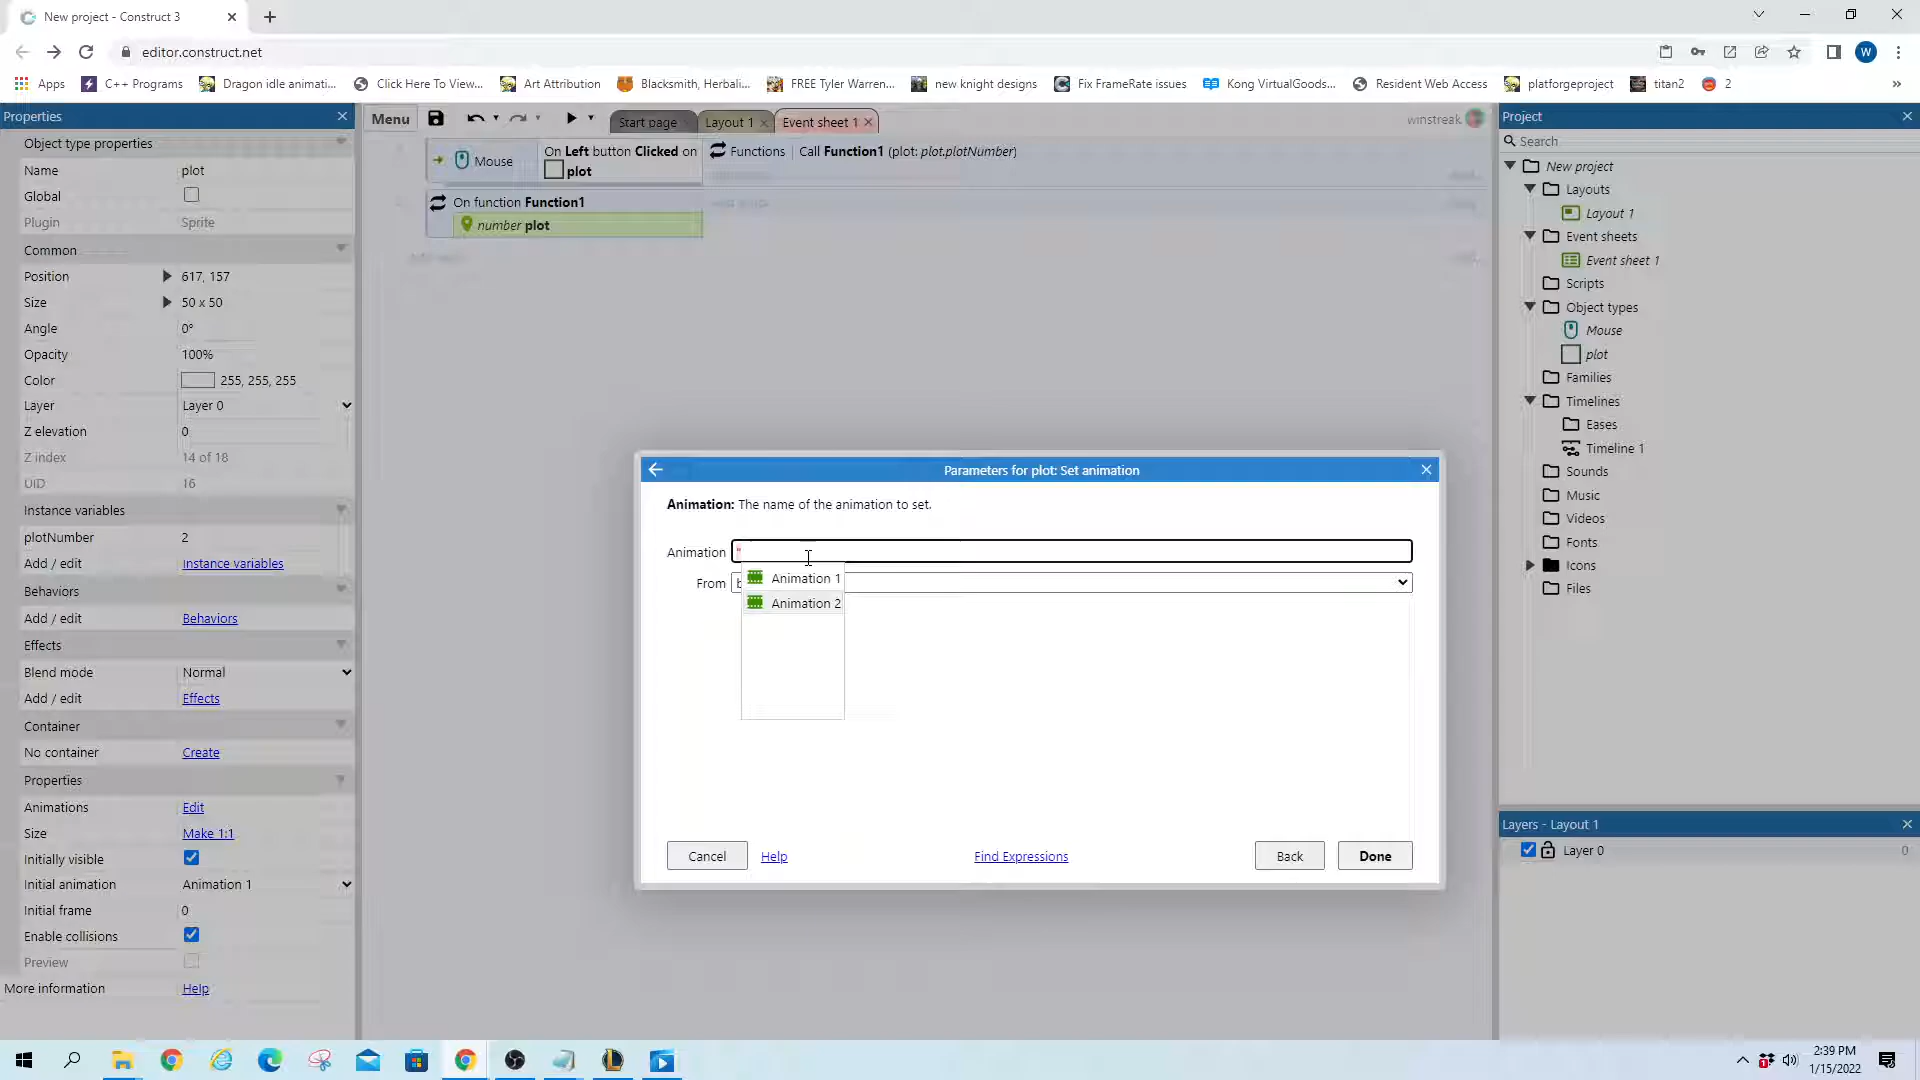 New project - Construct 3
editor.construct.net
W
Apps
C++ Programs
Dragon idle animati...
Click Here To View...
Art Attribution
Blacksmith, Herbali...
FREE Tyler Warren...
new knight designs
Fix FrameRate issues
Kong VirtualGoods...
Resident Web Access
platforgeproject
titan2
2
Properties
Menu
Start page
Layout 1
Event sheet 1
winstreak
Project
Object type properties
Name plot
Global
Plugin Sprite
Common
Position 617, 157
Size 50 x 50
Angle 0°
Opacity 100%
Color 255, 255, 255
Layer Layer 0
Z elevation 0
Z index 14 of 18
UID 16
Instance variables
plotNumber 2
Add / edit Instance variables
Behaviors
Add / edit Behaviors
Effects
Blend mode Normal
Add / edit Effects
Container
No container Create
Properties
Animations Edit
Size Make 1:1
Initially visible
Initial animation Animation 1
Initial frame 0
Enable collisions
Preview
More information Help
Mouse
On Left button Clicked on
plot
Functions
Call Function1 (plot: plot.plotNumber)
On function Function1
number plot
Parameters for plot: Set animation
Animation: The name of the animation to set.
Animation "
From b
Animation 1
Animation 2
Cancel
Help
Find Expressions
Back
Done
Search
New project
Layouts
Layout 1
Event sheets
Event sheet 1
Scripts
Object types
Mouse
plot
Families
Timelines
Eases
Timeline 1
Sounds
Music
Videos
Fonts
Icons
Files
Layers - Layout 1
Layer 0 0
2:39 PM
1/15/2022